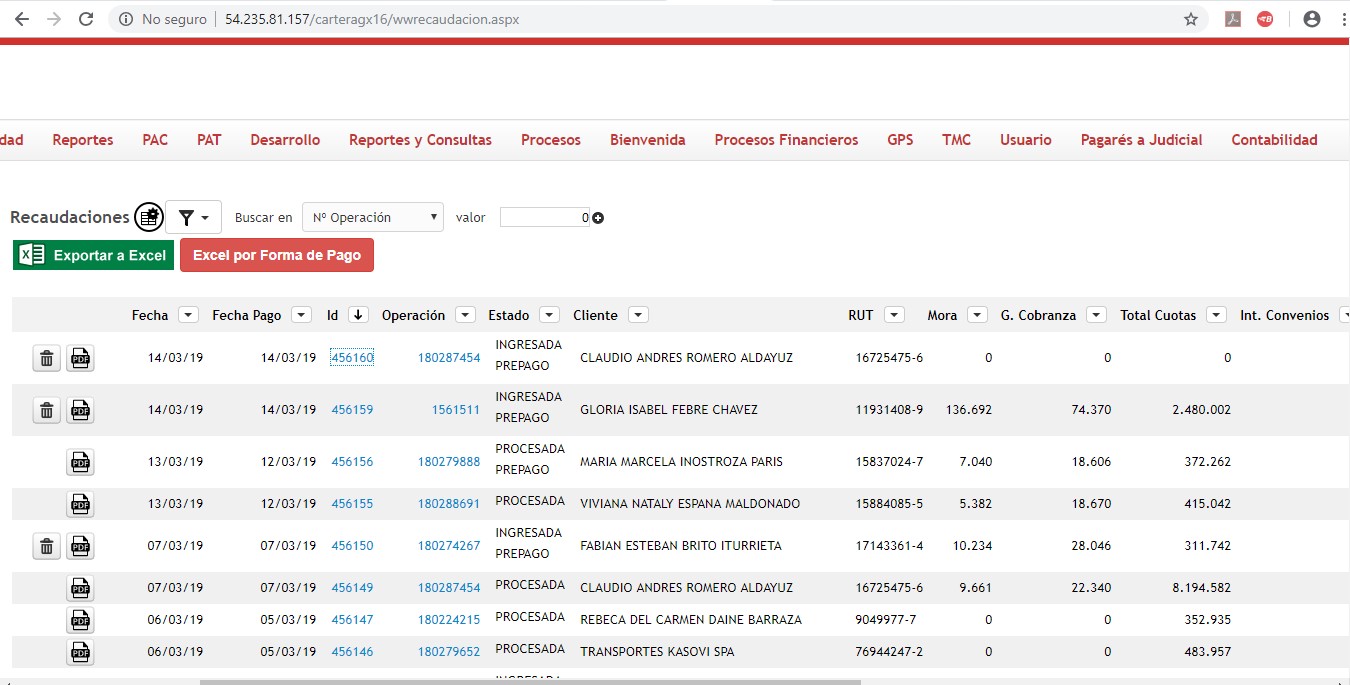 No seguro 54.235.81.157/carteragx16/wwrecaudacion.aspx
dad Reportes PAC PAT Desarrollo Reportes y Consultas Procesos Bienvenida Procesos Financieros GPS TMC Usuario Pagarés a Judicial Contabilidad
Recaudaciones Buscar en Nº Operación valor 0
Exportar a Excel Excel por Forma de Pago
Fecha Fecha Pago Id Operación Estado Cliente RUT Mora G. Cobranza Total Cuotas Int. Convenios
PDF 14/03/19 14/03/19 456160 180287454 INGRESADA PREPAGO CLAUDIO ANDRES ROMERO ALDAYUZ 16725475-6 0 0 0
PDF 14/03/19 14/03/19 456159 1561511 INGRESADA PREPAGO GLORIA ISABEL FEBRE CHAVEZ 11931408-9 136.692 74.370 2.480.002
PDF 13/03/19 12/03/19 456156 180279888 PROCESADA PREPAGO MARIA MARCELA INOSTROZA PARIS 15837024-7 7.040 18.606 372.262
PDF 13/03/19 12/03/19 456155 180288691 PROCESADA VIVIANA NATALY ESPANA MALDONADO 15884085-5 5.382 18.670 415.042
PDF 07/03/19 07/03/19 456150 180274267 INGRESADA PREPAGO FABIAN ESTEBAN BRITO ITURRIETA 17143361-4 10.234 28.046 311.742
PDF 07/03/19 07/03/19 456149 180287454 PROCESADA CLAUDIO ANDRES ROMERO ALDAYUZ 16725475-6 9.661 22.340 8.194.582
PDF 06/03/19 05/03/19 456147 180224215 PROCESADA REBECA DEL CARMEN DAINE BARRAZA 9049977-7 0 0 352.935
PDF 06/03/19 05/03/19 456146 180279652 PROCESADA TRANSPORTES KASOVI SPA 76944247-2 0 0 483.957